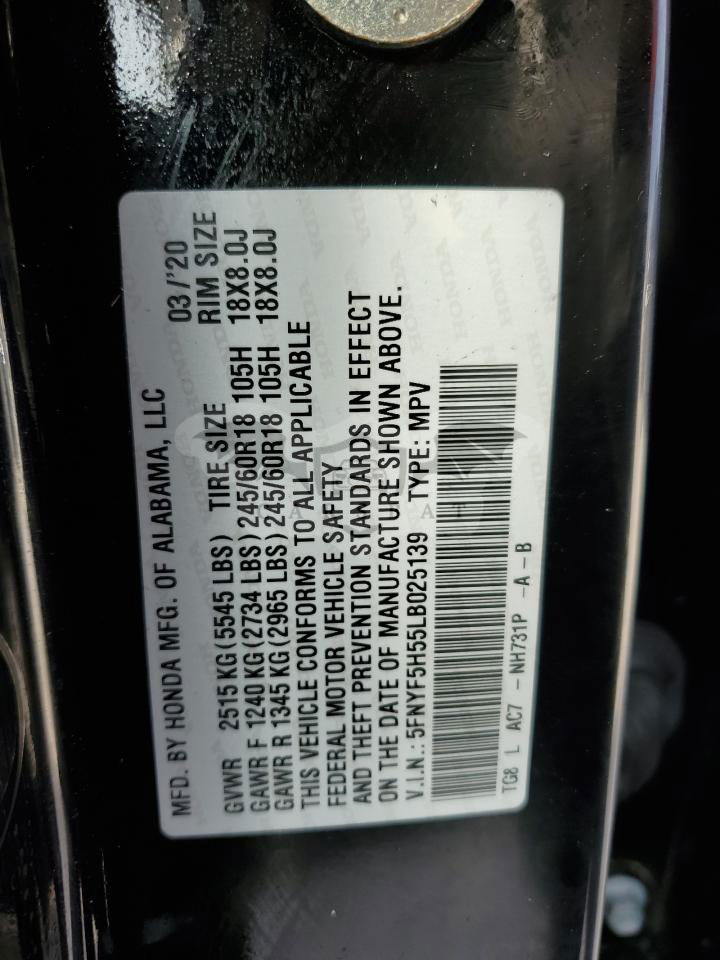 MFD. BY HONDA MFG. OF ALABAMA, LLC 03/'20
GVWR 2515 KG (5545 LBS) TIRE SIZE RIM SIZE
GAWR F 1240 KG (2734 LBS) 245/60R18 105H 18X8.0J
GAWR R 1345 KG (2965 LBS) 245/60R18 105H 18X8.0J
THIS VEHICLE CONFORMS TO ALL APPLICABLE
FEDERAL MOTOR VEHICLE SAFETY
AND THEFT PREVENTION STANDARDS IN EFFECT
ON THE DATE OF MANUFACTURE SHOWN ABOVE.
V.I.N.: 5FNYF5H55LB025139 TYPE: MPV
TG8 L AC7 - NH731P -A - B